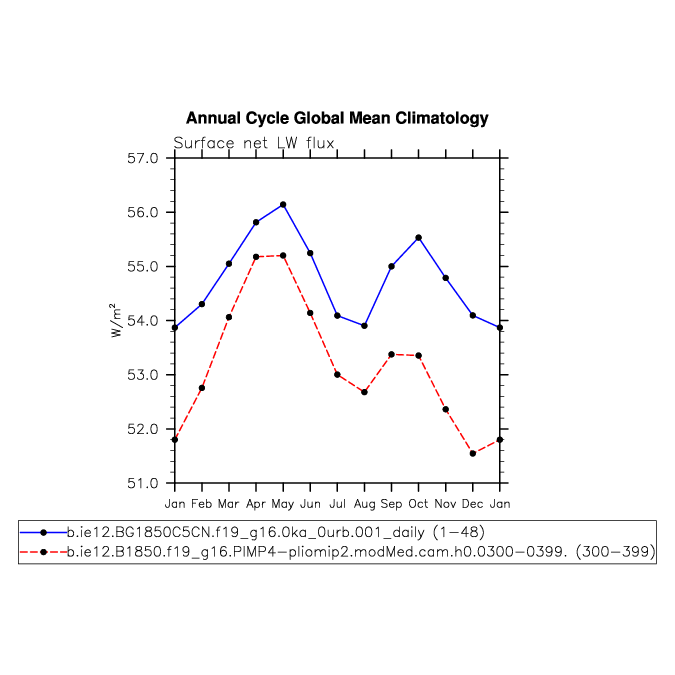 Annual Cycle Global Mean Climatology
Surface net LW flux
57.0
56.0
55.0
54.0
53.0
52.0
51.0
W/m²
Jan Feb Mar Apr May Jun Jul Aug Sep Oct Nov Dec Jan
b.ie12.BG1850C5CN.f19_g16.0ka_0urb.001_daily (1-48)
b.ie12.B1850.f19_g16.PlMP4-pliomip2.modMed.cam.h0.0300-0399. (300-399)